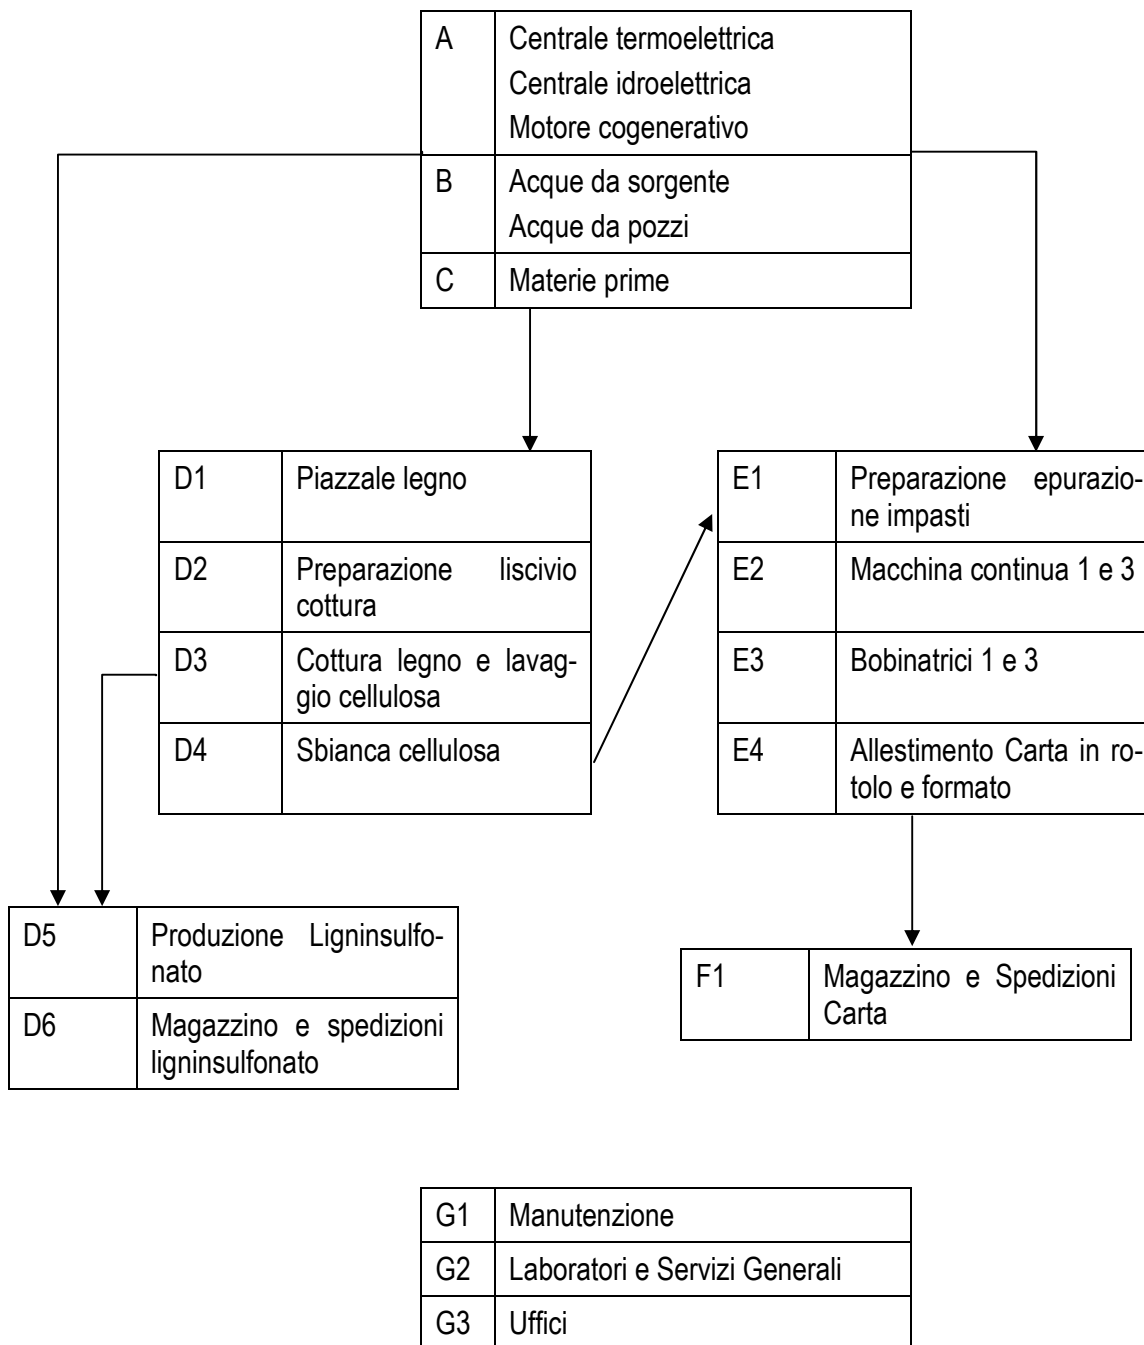 A Centrale termoelettrica
Centrale idroelettrica
Motore cogenerativo
B Acque da sorgente
Acque da pozzi
C Materie prime
D1 Piazzale legno
D2 Preparazione liscivio
cottura
D3 Cottura legno e lavag-
gio cellulosa
D4 Sbianca cellulosa
E1 Preparazione epurazio-
ne impasti
E2 Macchina continua 1 e 3
E3 Bobinatrici 1 e 3
E4 Allestimento Carta in ro-
tolo e formato
D5 Produzione Ligninsulfo-
nato
D6 Magazzino e spedizioni
ligninsulfonato
F1 Magazzino e Spedizioni
Carta
G1 Manutenzione
G2 Laboratori e Servizi Generali
G3 Uffici